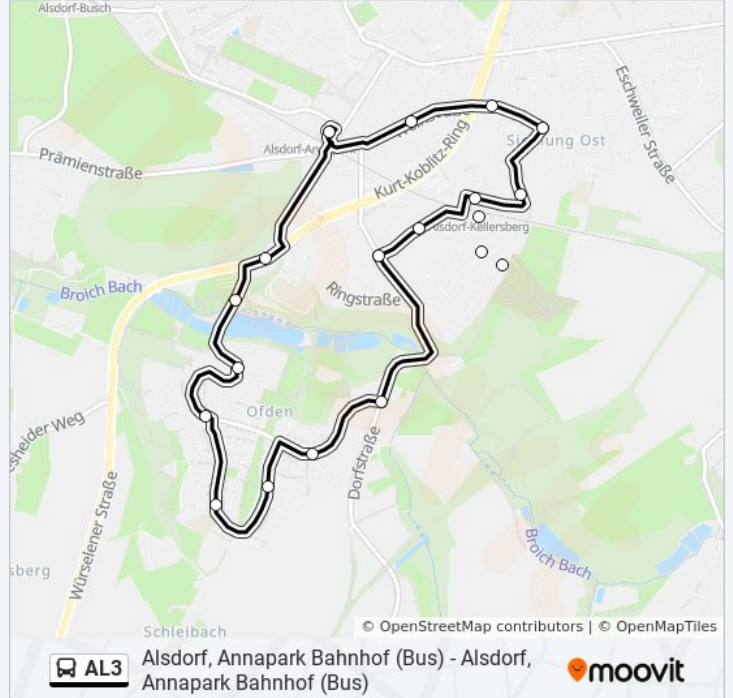 Alsdorf-Busch
Eschweiler Straße
Siedlung Ost
Alsdorf-An
Kurt-Koblitz-Ring
Prämienstraße
Alsdorf-Kellersberg
Broich Bach
Ringstraße
Ofden
esheider Weg
Dorfstraße
Würselener Straße
Broich Bach
sberg
Schleibach
© OpenStreetMap contributors | © OpenMapTiles
AL3
Alsdorf, Annapark Bahnhof (Bus) - Alsdorf,
Annapark Bahnhof (Bus)
moovit